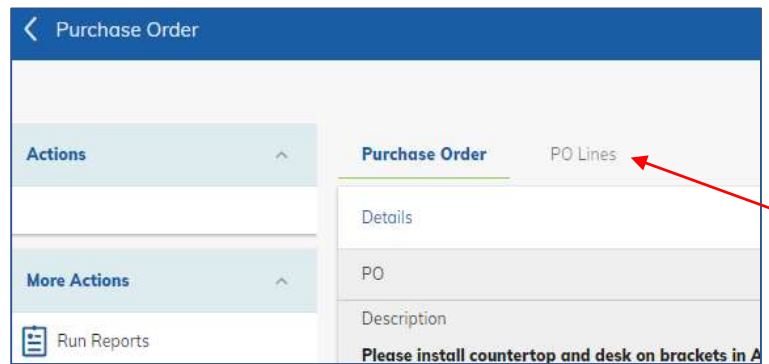 Purchase Order
Actions
Purchase Order PO Lines
Details
More Actions
PO
Description
Run Reports
Please install countertop and desk on brackets in A